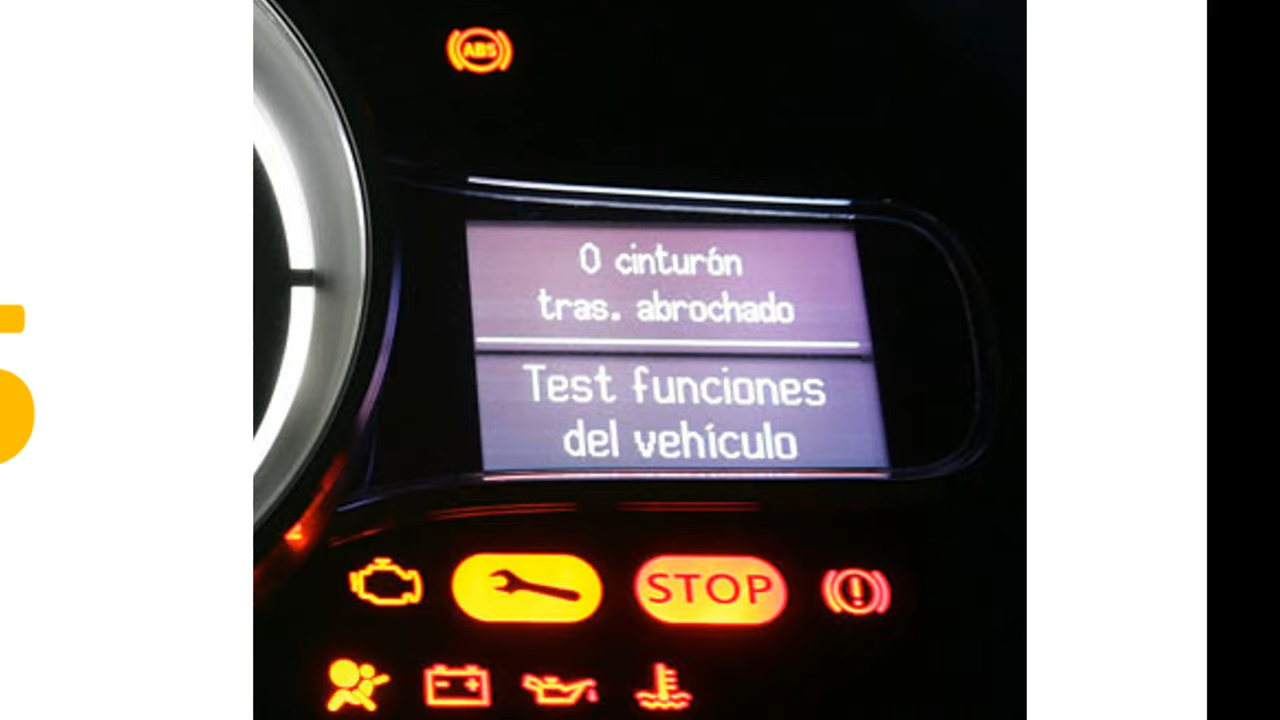 ABS
0 cinturón
tras. abrochado
Test funciones
del vehículo
STOP